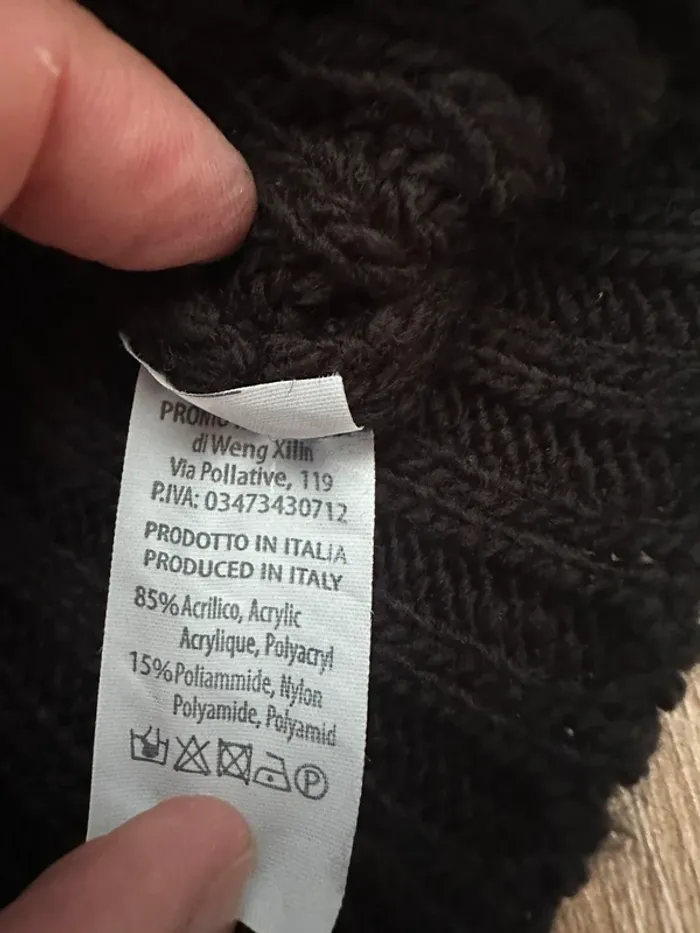 di Weng Xilin
Via Pollative, 119
P.IVA: 03473430712
PRODOTTO IN ITALIA
PRODUCED IN ITALY
85% Acrilico, Acrylic
Acrylique, Polyacryl
15% Poliammide, Nylon
Polyamide, Polyamid
P